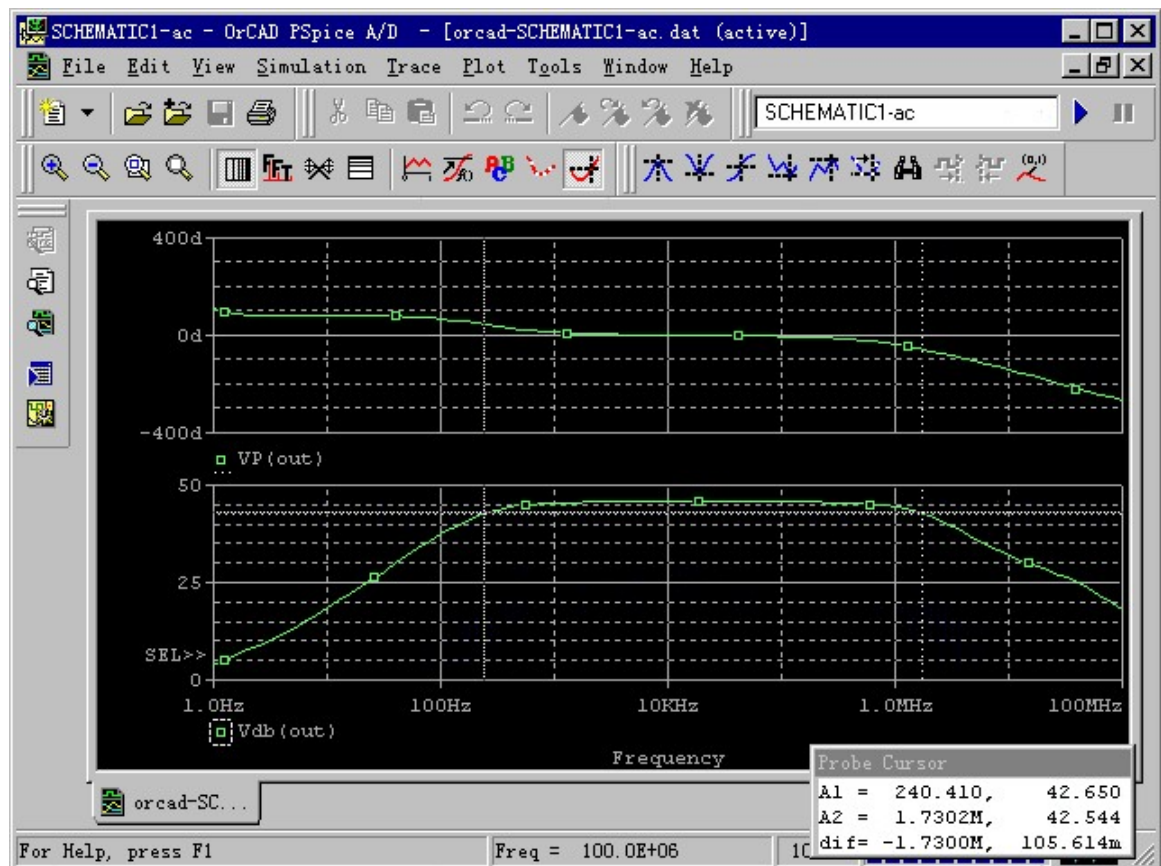 SCHEMATIC1-ac - OrCAD PSpice A/D - [orcad-SCHEMATIC1-ac.dat (active)]
File Edit View Simulation Trace Plot Tools Window Help
SCHEMATIC1-ac
400d
0d
-400d
VP(out)
50
25
SEL>>
0
1.0Hz 100Hz 10KHz 1.0MHz 100MHz
Vdb(out)
Frequency
Probe Cursor
A1 = 240.410, 42.650
A2 = 1.7302M, 42.544
dif= -1.7300M, 105.614m
orcad-SC...
For Help, press F1
Freq = 100.0E+06